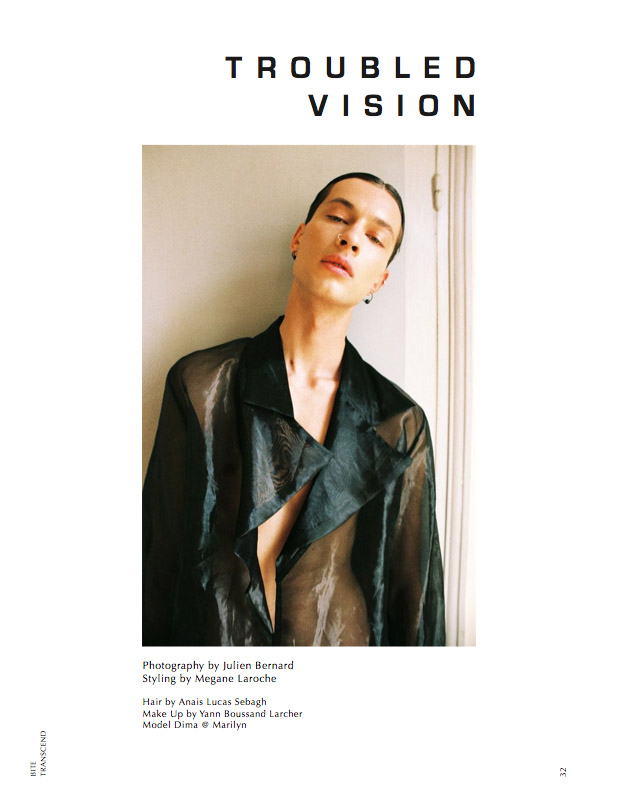 TROUBLED
VISION
Photography by Julien Bernard
Styling by Megane Laroche
Hair by Anais Lucas Sebagh
Make Up by Yann Boussand Larcher
Model Dima @ Marilyn
BITE
TRANSCEND
32